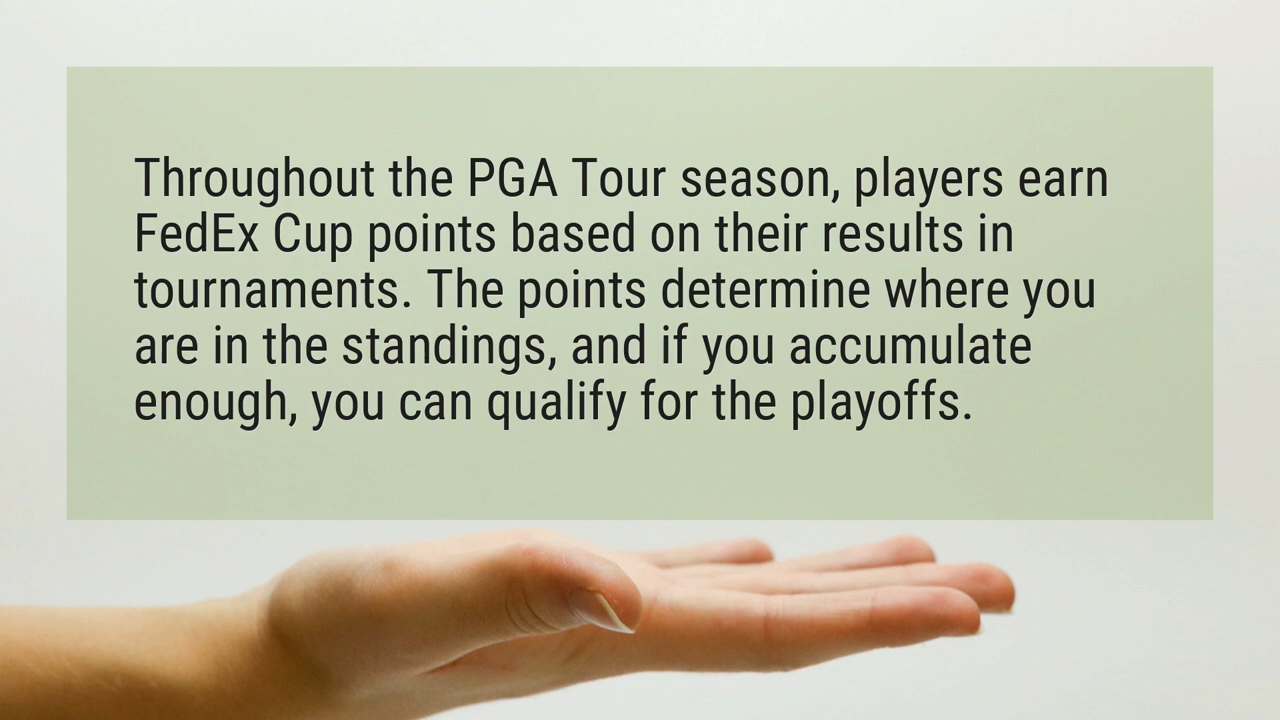 Throughout the PGA Tour season, players earn
FedEx Cup points based on their results in
tournaments. The points determine where you
are in the standings, and if you accumulate
enough, you can qualify for the playoffs.